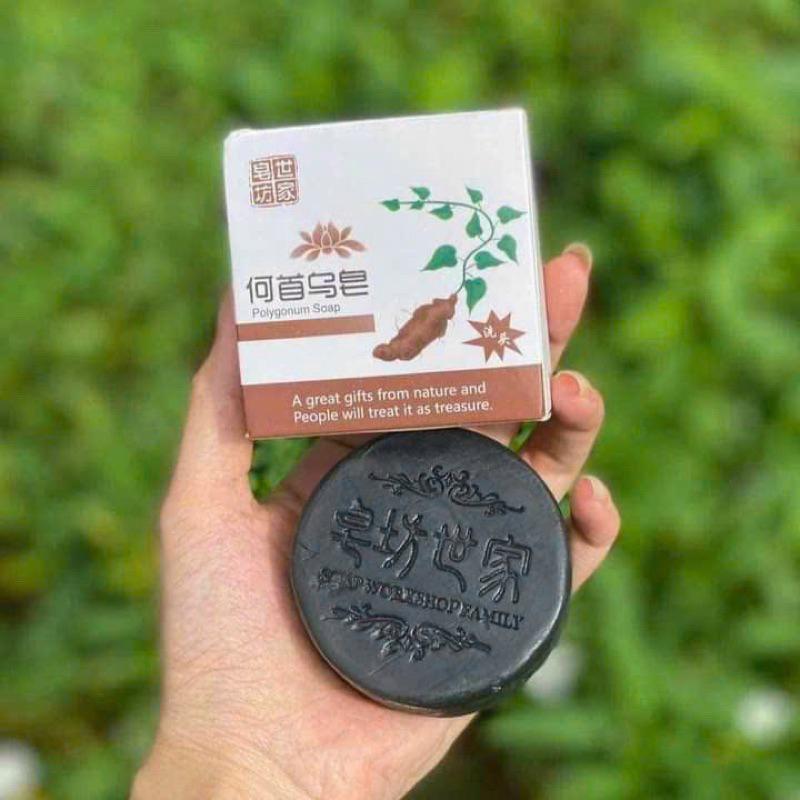 皂世
坊家
何首乌皂
Polygonum Soap
洗头
A great gifts from nature and
People will treat it as treasure.
皂坊世家
SOAP WORKSHOP FAMILY